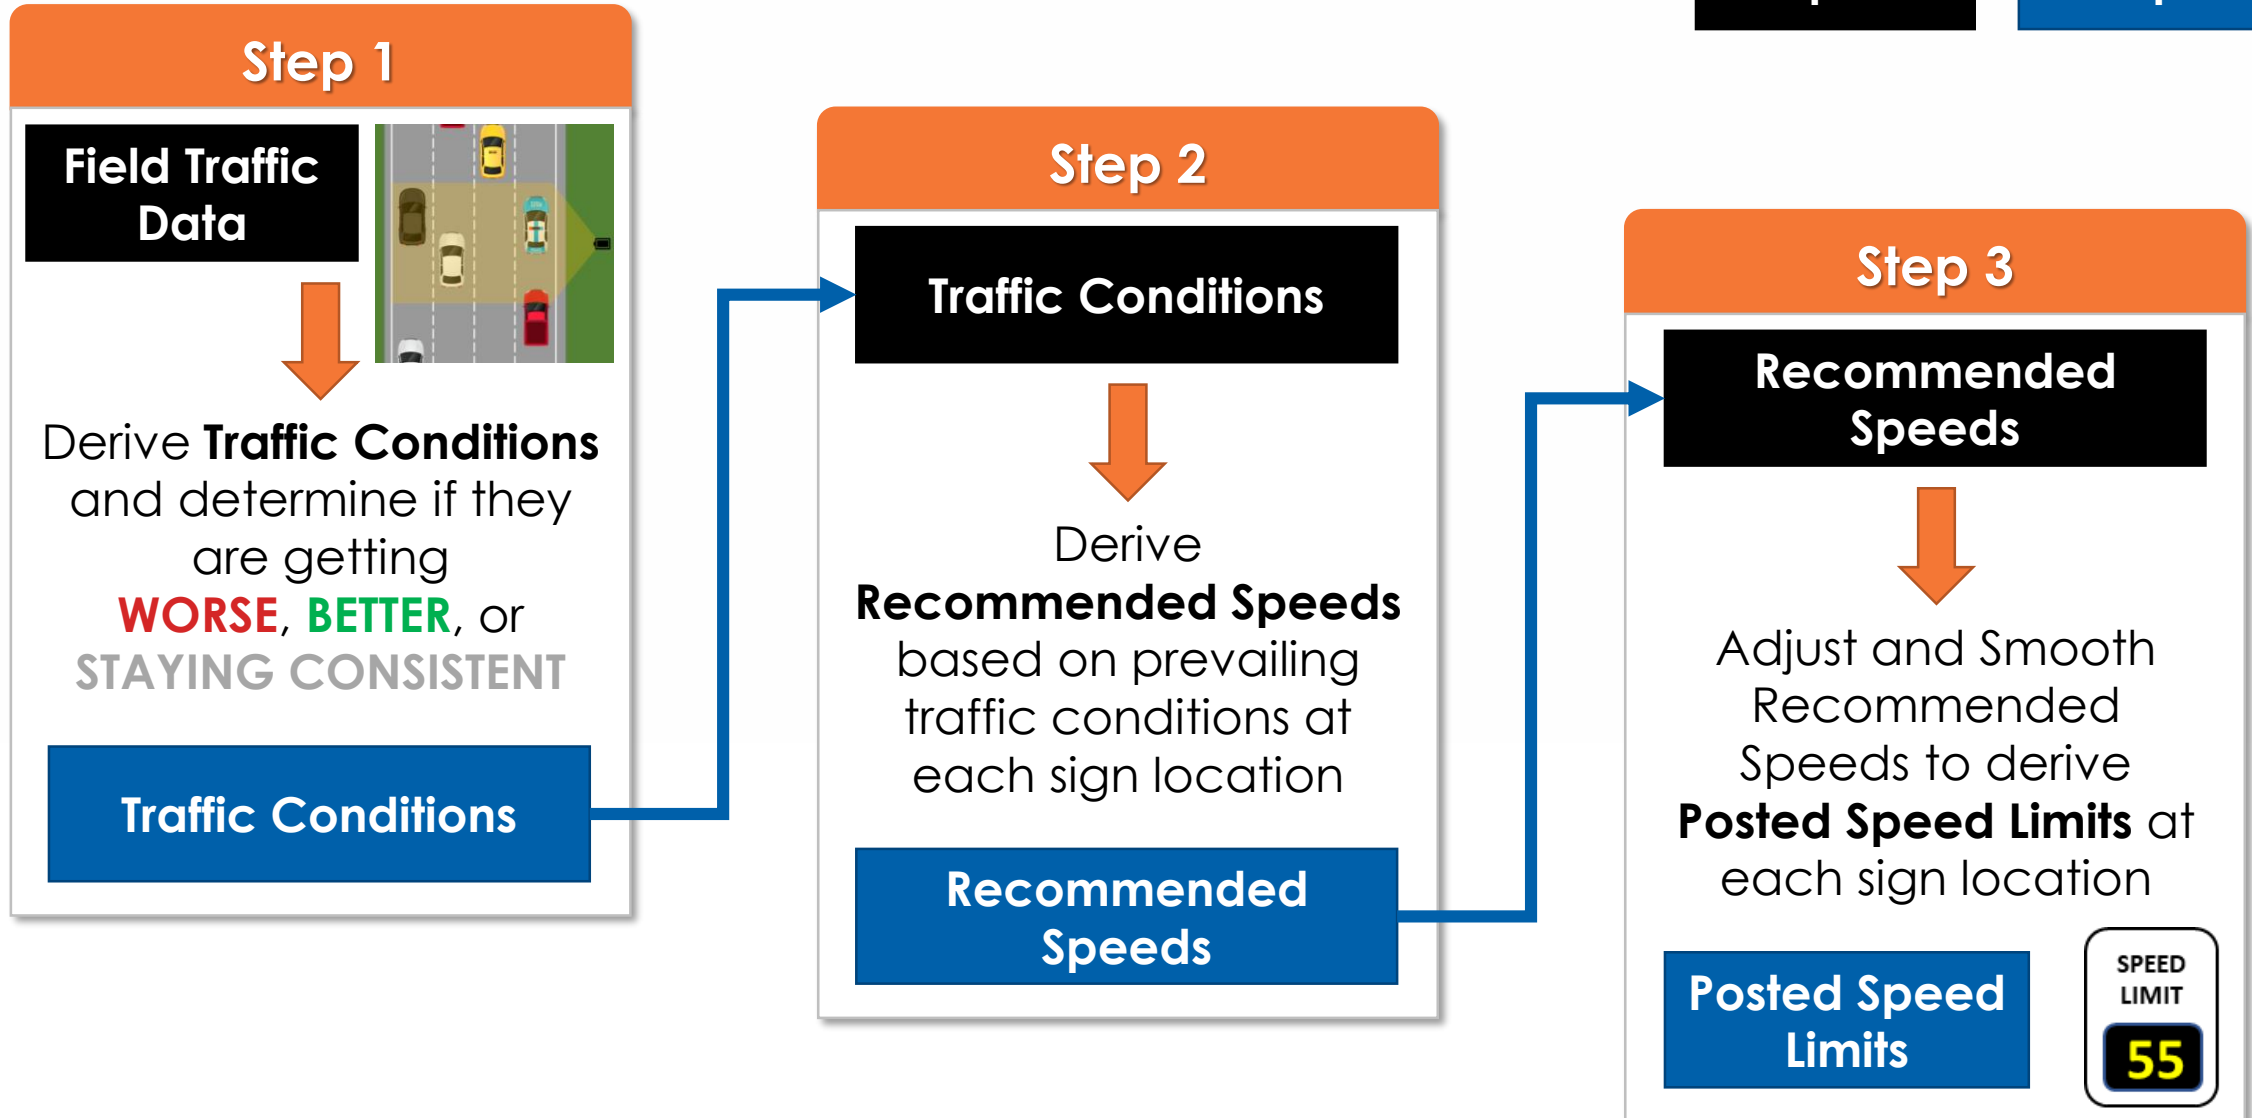 Step 1
Field Traffic
Data
Derive Traffic Conditions
and determine if they
are getting
WORSE, BETTER, or
STAYING CONSISTENT
Traffic Conditions
Step 2
Traffic Conditions
Derive
Recommended Speeds
based on prevailing
traffic conditions at
each sign location
Recommended
Speeds
Step 3
Recommended
Speeds
Adjust and Smooth
Recommended
Speeds to derive
Posted Speed Limits at
each sign location
Posted Speed
Limits
SPEED
LIMIT
55